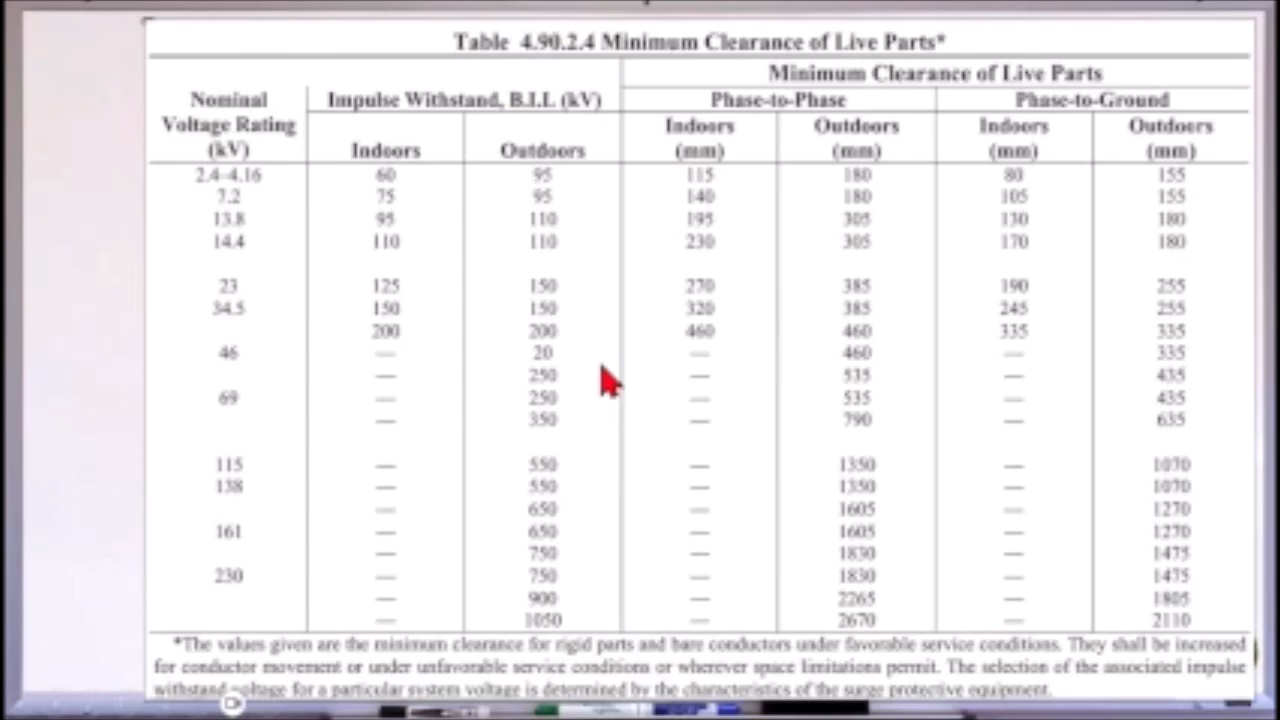 Table 4.90.2.4 Minimum Clearance of Live Parts*
Minimum Clearance of Live Parts
Nominal Voltage Rating (kV) Impulse Withstand, B.I.L (kV) Phase-to-Phase Phase-to-Ground
Indoors Outdoors Indoors (mm) Outdoors (mm) Indoors (mm) Outdoors (mm)
2.4–4.16 60 95 115 180 80 155
7.2 75 95 140 180 105 155
13.8 95 110 195 305 130 180
14.4 110 110 230 305 170 180
23 125 150 270 385 190 255
34.5 150 150 320 385 245 255
200 200 460 460 335 335
46 — 20 — 460 — 335
— 250 — 535 — 435
69 — 250 — 535 — 435
— 350 — 790 — 635
115 — 550 — 1350 — 1070
138 — 550 — 1350 — 1070
— 650 — 1605 — 1270
161 — 650 — 1605 — 1270
— 750 — 1830 — 1475
230 — 750 — 1830 — 1475
— 900 — 2265 — 1805
— 1050 — 2670 — 2110
*The values given are the minimum clearance for rigid parts and bare conductors under favorable service conditions. They shall be increased
for conductor movement or under unfavorable service conditions or wherever space limitations permit. The selection of the associated impulse
withstand voltage for a particular system voltage is determined by the characteristics of the surge protective equipment.